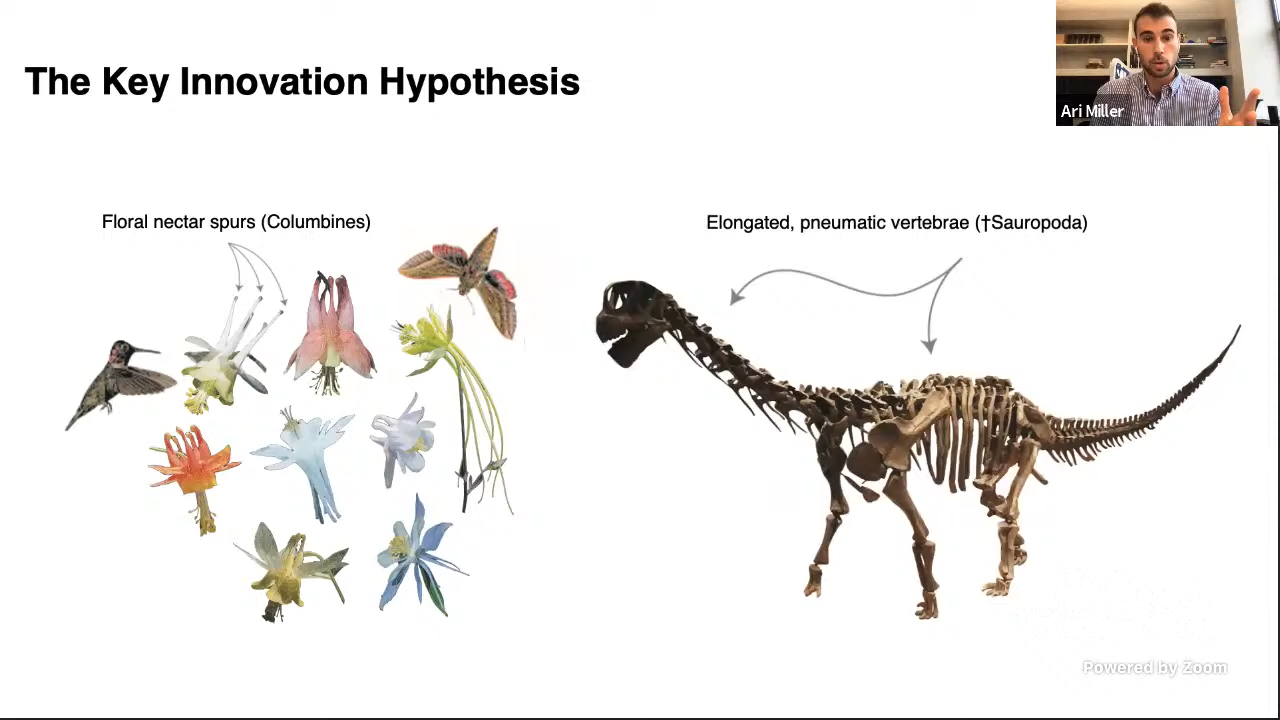 The Key Innovation Hypothesis
Ari Miller
Floral nectar spurs (Columbines)
Elongated, pneumatic vertebrae (†Sauropoda)
Powered by Zoom